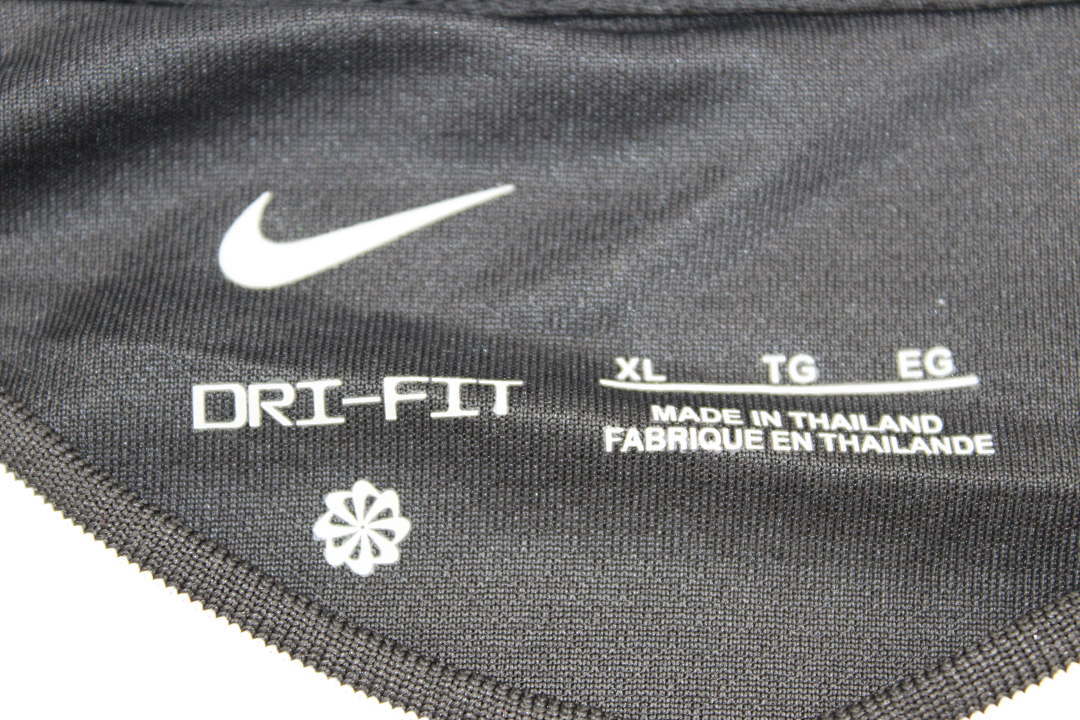 DRI-FIT
XL TG EG
MADE IN THAILAND
FABRIQUE EN THAILANDE